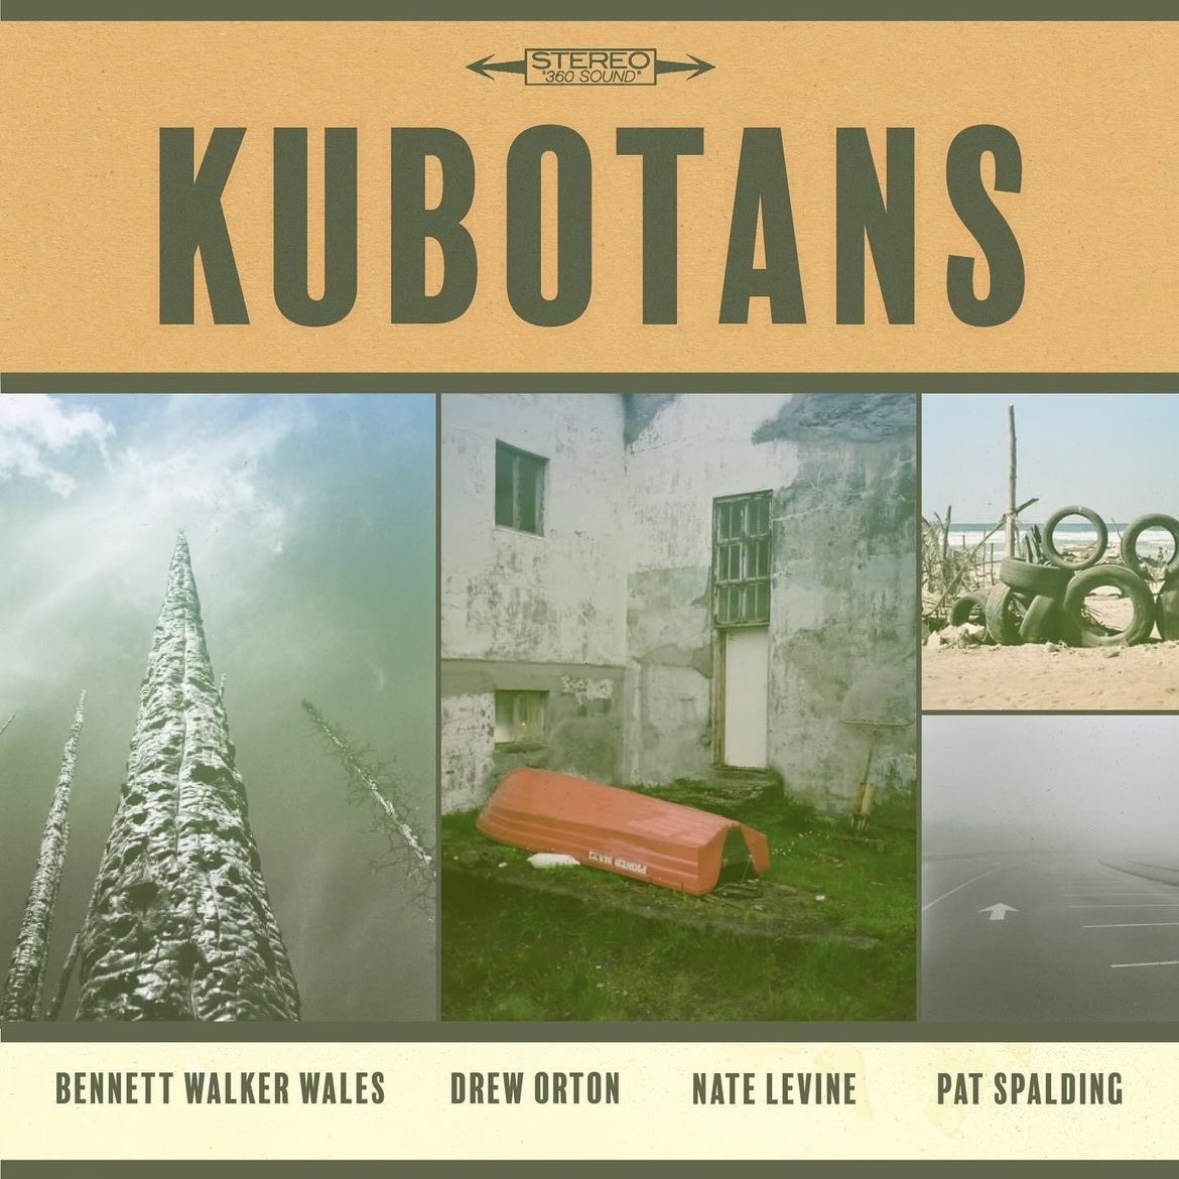 STEREO
"360 SOUND"
KUBOTANS
BENNETT WALKER WALES DREW ORTON NATE LEVINE PAT SPALDING